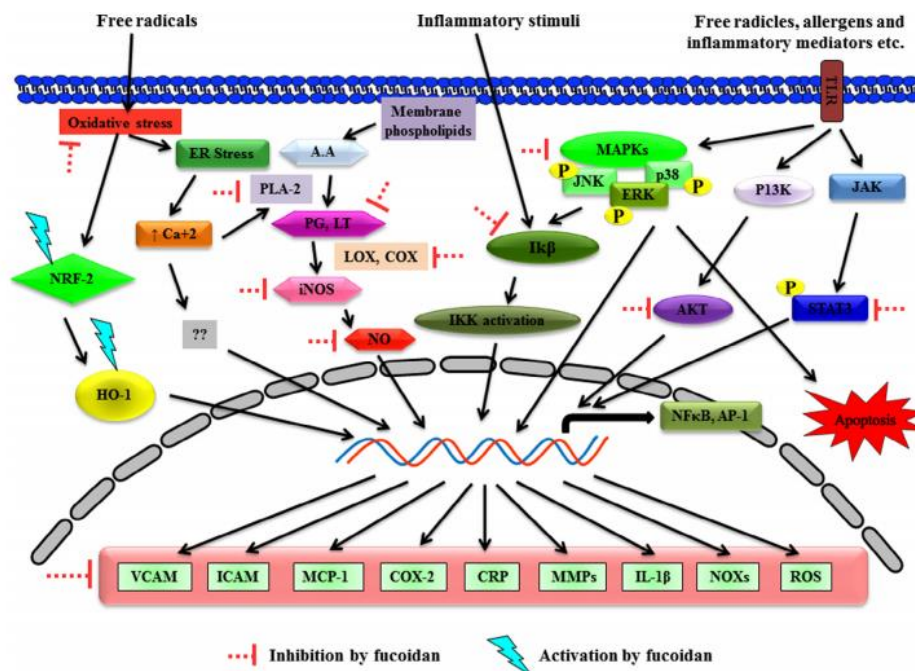 Free radicals
Inflammatory stimuli
Free radicles, allergens and
inflammatory mediators etc.
TLR
Oxidative stress
Membrane
phospholipids
ER Stress
A.A
MAPKs
P
JNK
p38
P
ERK
P
P13K
JAK
PLA-2
↑ Ca+2
PG, LT
LOX, COX
Ikβ
NRF-2
iNOS
IKK activation
AKT
P
STAT3
??
NO
HO-1
NFκB, AP-1
Apoptosis
VCAM
ICAM
MCP-1
COX-2
CRP
MMPs
IL-1β
NOXs
ROS
Inhibition by fucoidan
Activation by fucoidan